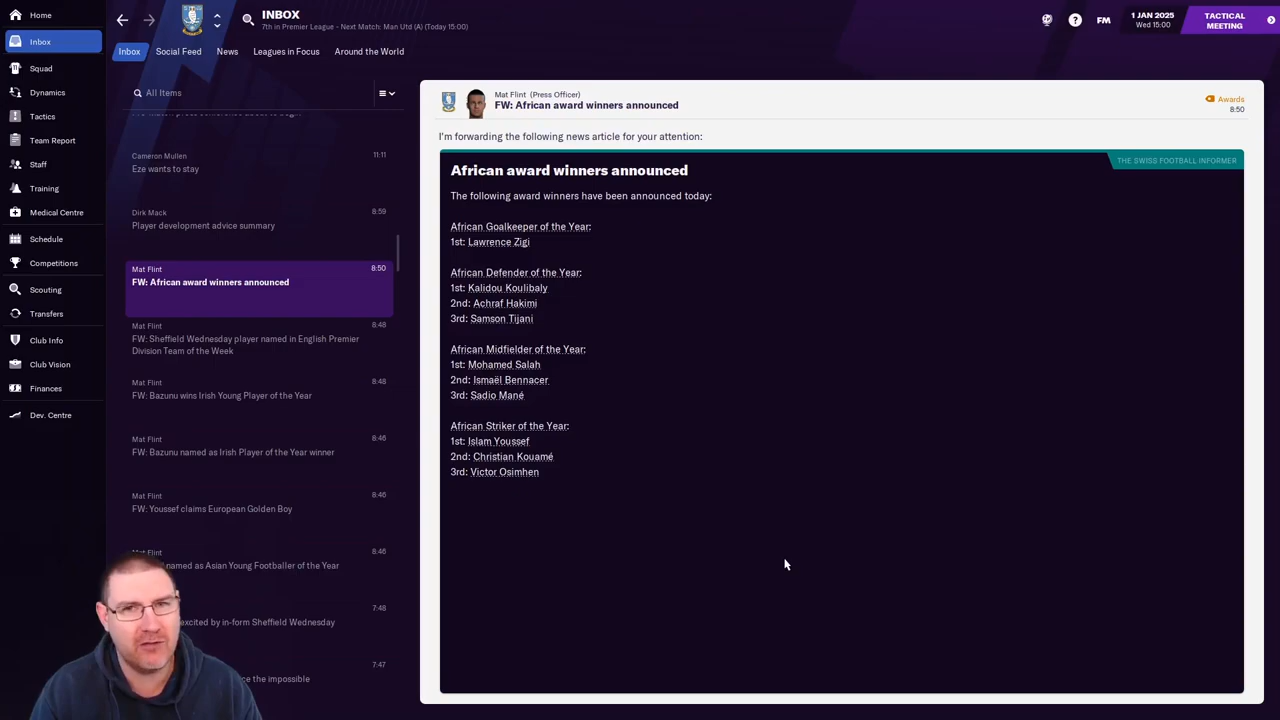 Home
Inbox
Squad
Dynamics
Tactics
Team Report
Staff
Training
Medical Centre
Schedule
Competitions
Scouting
Transfers
Club Info
Club Vision
Finances
Dev. Centre
INBOX
7th in Premier League - Next Match: Man Utd (A) (Today 15:00)
FM
1 JAN 2025
Wed 15:00
TACTICAL
MEETING
Inbox
Social Feed
News
Leagues in Focus
Around the World
All Items
Cameron Mullen
11:11
Eze wants to stay
Dirk Mack
8:59
Player development advice summary
Mat Flint
8:50
FW: African award winners announced
Mat Flint
8:48
FW: Sheffield Wednesday player named in English Premier
Division Team of the Week
Mat Flint
8:48
FW: Bazunu wins Irish Young Player of the Year
Mat Flint
8:46
FW: Bazunu named as Irish Player of the Year winner
Mat Flint
8:46
FW: Youssef claims European Golden Boy
Mat Flint
8:46
named as Asian Young Footballer of the Year
7:48
excited by in-form Sheffield Wednesday
7:47
the impossible
Mat Flint (Press Officer)
FW: African award winners announced
Awards
8:50
I'm forwarding the following news article for your attention:
THE SWISS FOOTBALL INFORMER
African award winners announced
The following award winners have been announced today:
African Goalkeeper of the Year:
1st: Lawrence Zigi
African Defender of the Year:
1st: Kalidou Koulibaly
2nd: Achraf Hakimi
3rd: Samson Tijani
African Midfielder of the Year:
1st: Mohamed Salah
2nd: Ismaël Bennacer
3rd: Sadio Mané
African Striker of the Year:
1st: Islam Youssef
2nd: Christian Kouamé
3rd: Victor Osimhen